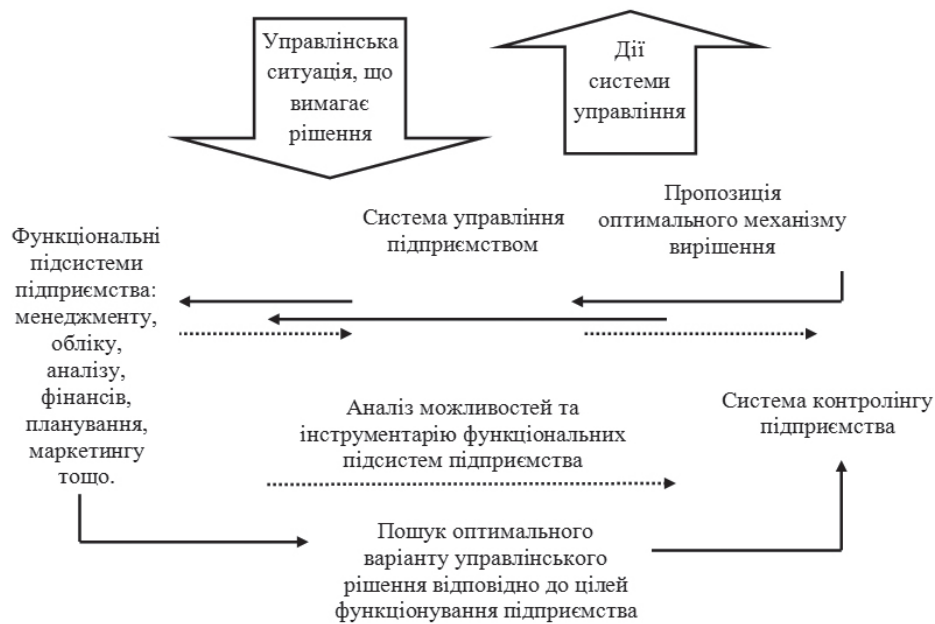 Управлінська
ситуація, що
вимагає
рішення
Дії
системи
управління
Пропозиція
оптимального механізму
вирішення
Система управління
підприємством
Функціональні
підсистеми
підприємства:
менеджменту,
обліку,
аналізу,
фінансів,
планування,
маркетингу
тощо.
Аналіз можливостей та
інструментарію функціональних
підсистем підприємства
Система контролінгу
підприємства
Пошук оптимального
варіанту управлінського
рішення відповідно до цілей
функціонування підприємства